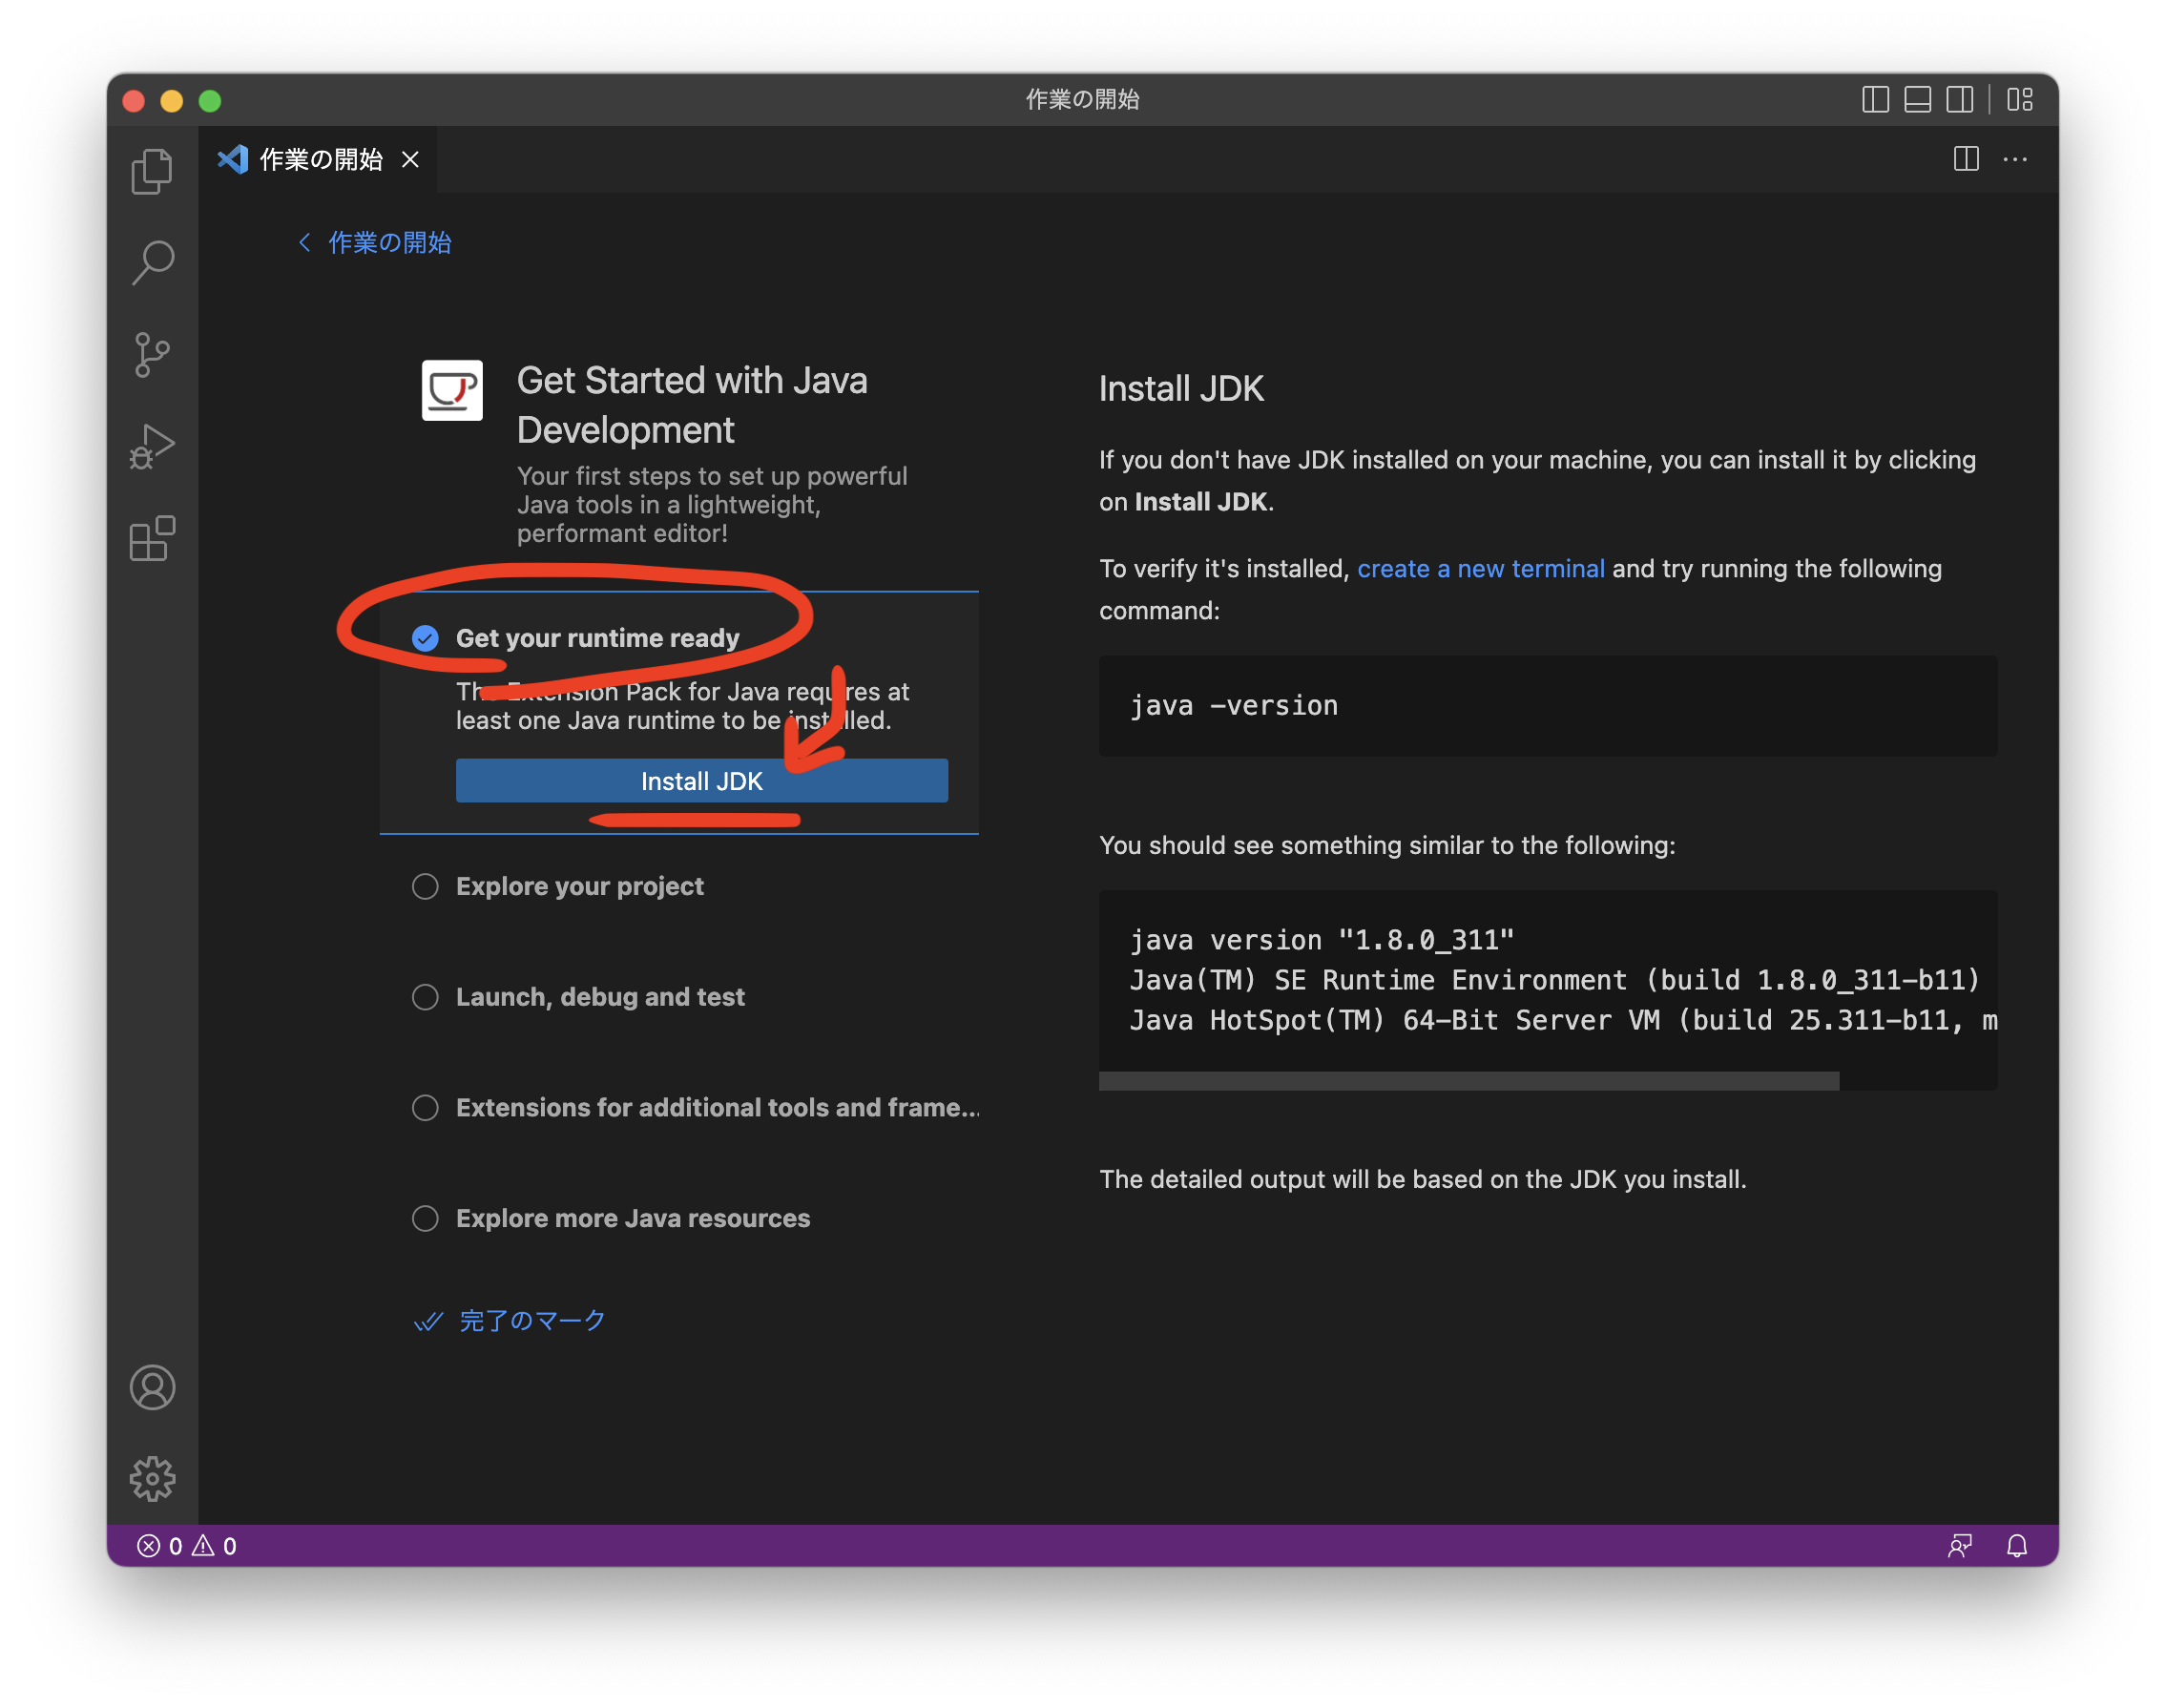 作業の開始
作業の開始
作業の開始
Get Started with Java
Development
Your first steps to set up powerful
Java tools in a lightweight,
performant editor!
Get your runtime ready
The Extension Pack for Java requires at
least one Java runtime to be installed.
Install JDK
Explore your project
Launch, debug and test
Extensions for additional tools and frame...
Explore more Java resources
完了のマーク
Install JDK
If you don't have JDK installed on your machine, you can install it by clicking
on Install JDK.
To verify it's installed, create a new terminal and try running the following
command:
java -version
You should see something similar to the following:
java version "1.8.0_311"
Java(TM) SE Runtime Environment (build 1.8.0_311-b11)
Java HotSpot(TM) 64-Bit Server VM (build 25.311-b11, m
The detailed output will be based on the JDK you install.
0 0